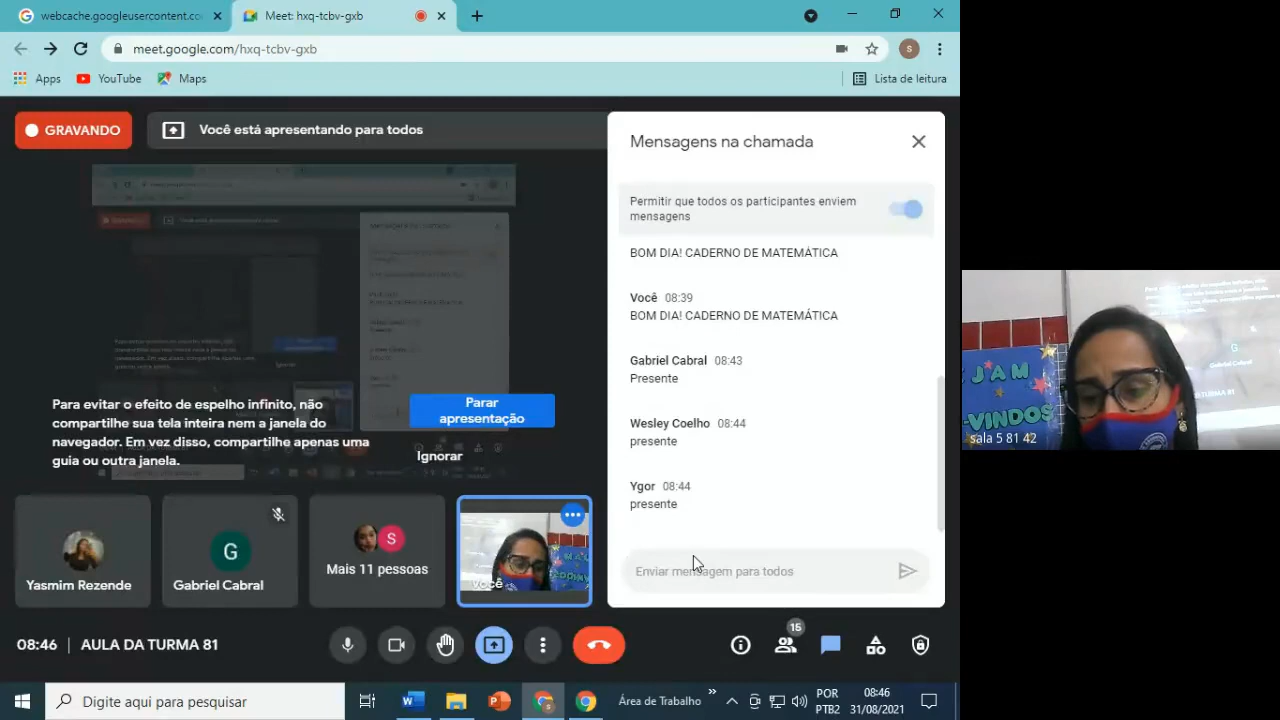 webcache.googleusercontent.co
Meet: hxq-tcbv-gxb
meet.google.com/hxq-tcbv-gxb
S
Apps
YouTube
Maps
Lista de leitura
GRAVANDO
Você está apresentando para todos
Para evitar o efeito de espelho infinito, não
compartilhe sua tela inteira nem a janela do
navegador. Em vez disso, compartilhe apenas uma
guia ou outra janela.
Parar
apresentação
Ignorar
Mensagens na chamada
Permitir que todos os participantes enviem
mensagens
BOM DIA! CADERNO DE MATEMÁTICA
Você 08:39
BOM DIA! CADERNO DE MATEMÁTICA
Gabriel Cabral 08:43
Presente
Wesley Coelho 08:44
presente
Ygor 08:44
presente
Enviar mensagem para todos
Yasmim Rezende
G
Gabriel Cabral
S
Mais 11 pessoas
Você
08:46 | AULA DA TURMA 81
15
Digite aqui para pesquisar
Área de Trabalho
POR
PTB2
08:46
31/08/2021
EJAM
-VINDOS
G
Gabriel Cabral
TURMA 81
sala 5 81 42